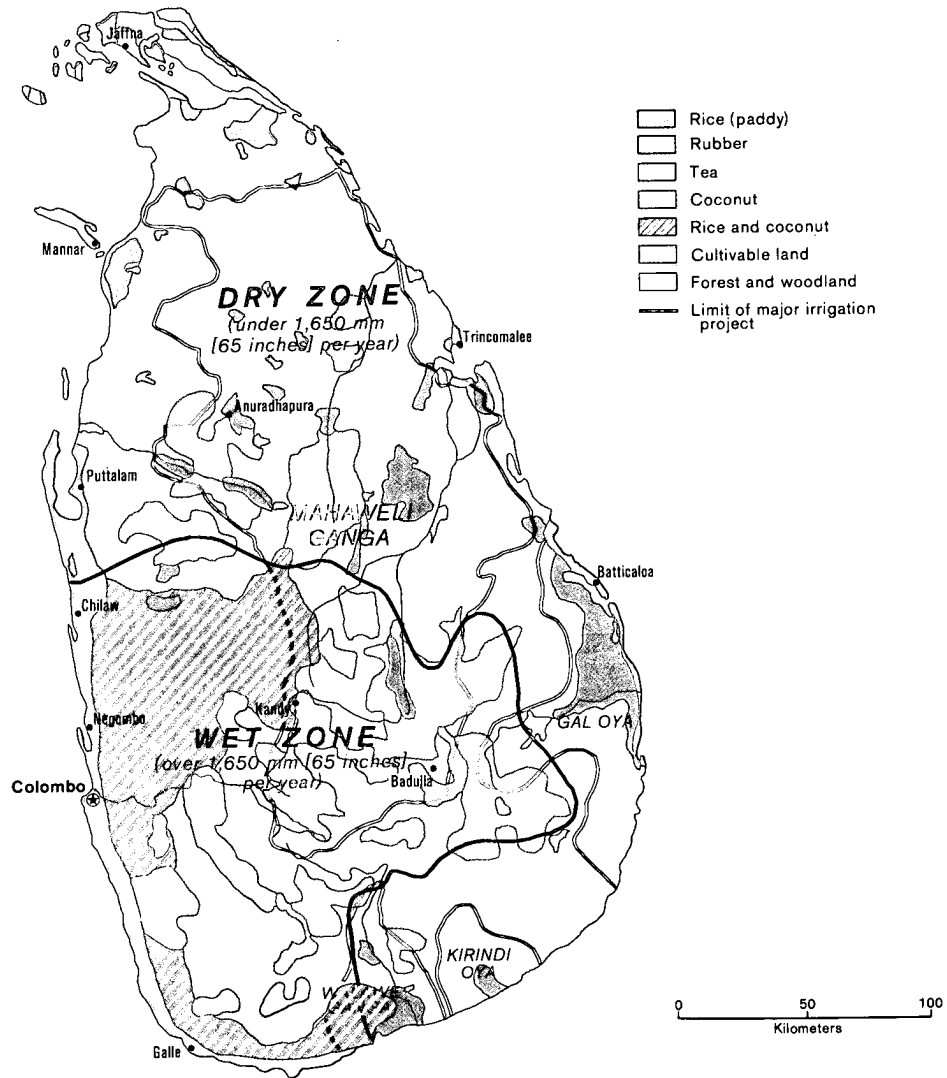 Jaffna
Rice (paddy)
Rubber
Tea
Coconut
Rice and coconut
Cultivable land
Forest and woodland
Limit of major irrigation
project
Mannar
DRY ZONE
(under 1,650 mm
[65 inches] per year)
Trincomalee
Anuradhapura
Puttalam
MAHAWELI
GANGA
Batticaloa
Chilaw
Kandy
Negombo
GAL OYA
WET ZONE
(over 1,650 mm [65 inches]
per year)
Badulla
Colombo
KIRINDI
OYA
0 50 100
Kilometers
Galle